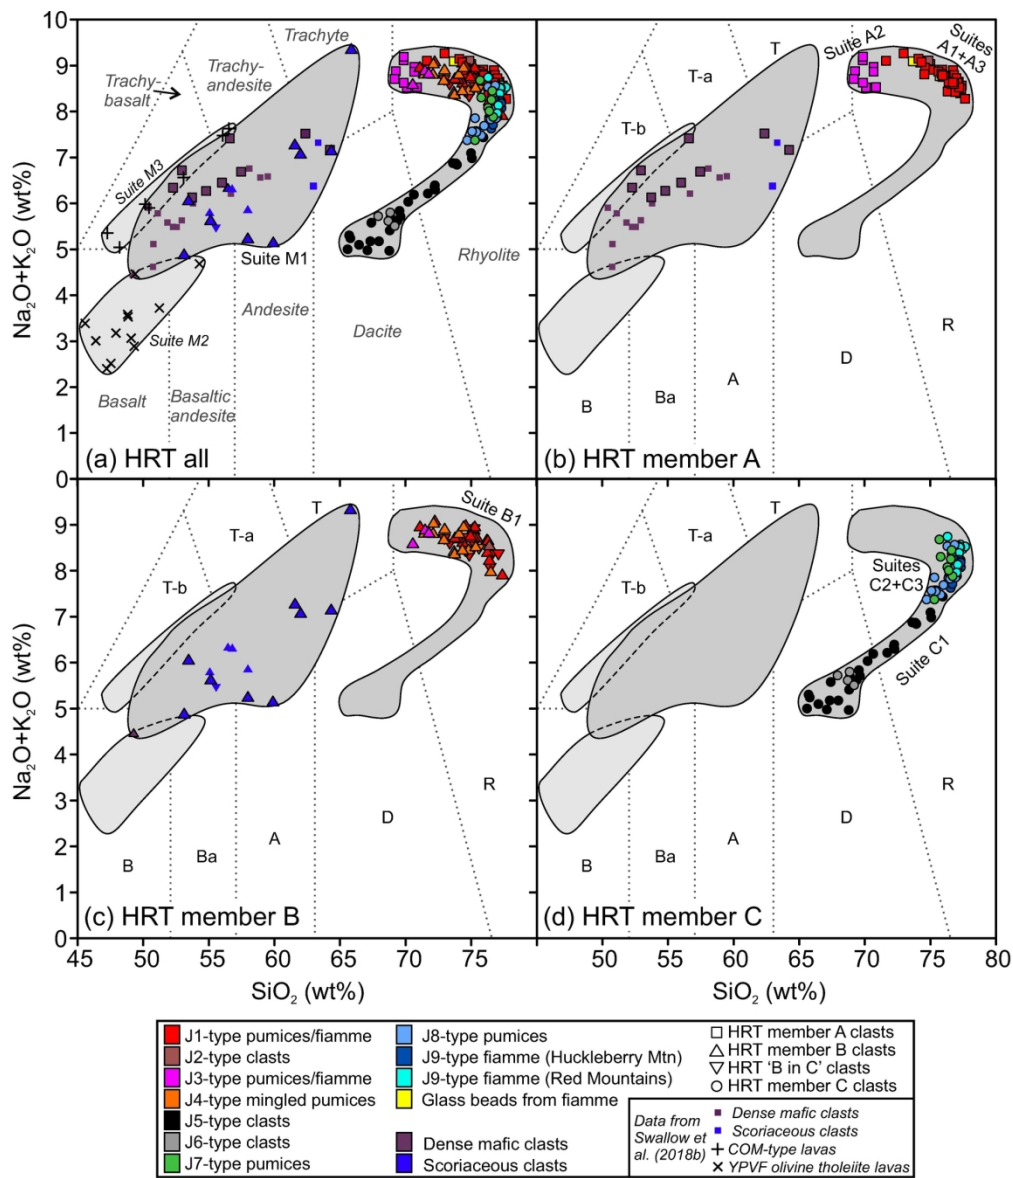 10
9
8
7
6
5
4
3
2
1
0
Na2O+K2O (wt%)
Trachyte
Trachy-
andesite
Trachy-
basalt
Suite M3
Suite M1
Suite M2
Andesite
Basalt
Basaltic
andesite
Dacite
Rhyolite
(a) HRT all
T
Suite A2
Suites
A1+A3
T-a
T-b
R
D
A
Ba
B
(b) HRT member A
9
8
7
6
5
4
3
2
1
0
Na2O+K2O (wt%)
T
Suite B1
T-a
T-b
R
D
A
Ba
B
(c) HRT member B
45 50 55 60 65 70 75
SiO2 (wt%)
T
T-a
T-b
Suites
C2+C3
Suite C1
R
D
A
Ba
B
(d) HRT member C
50 55 60 65 70 75 80
SiO2 (wt%)
J1-type pumices/fiamme
J2-type clasts
J3-type pumices/fiamme
J4-type mingled pumices
J5-type clasts
J6-type clasts
J7-type pumices
J8-type pumices
J9-type fiamme (Huckleberry Mtn)
J9-type fiamme (Red Mountains)
Glass beads from fiamme
Dense mafic clasts
Scoriaceous clasts
HRT member A clasts
HRT member B clasts
HRT 'B in C' clasts
HRT member C clasts
Data from
Swallow et
al. (2018b)
Dense mafic clasts
Scoriaceous clasts
COM-type lavas
YPVF olivine tholeiite lavas